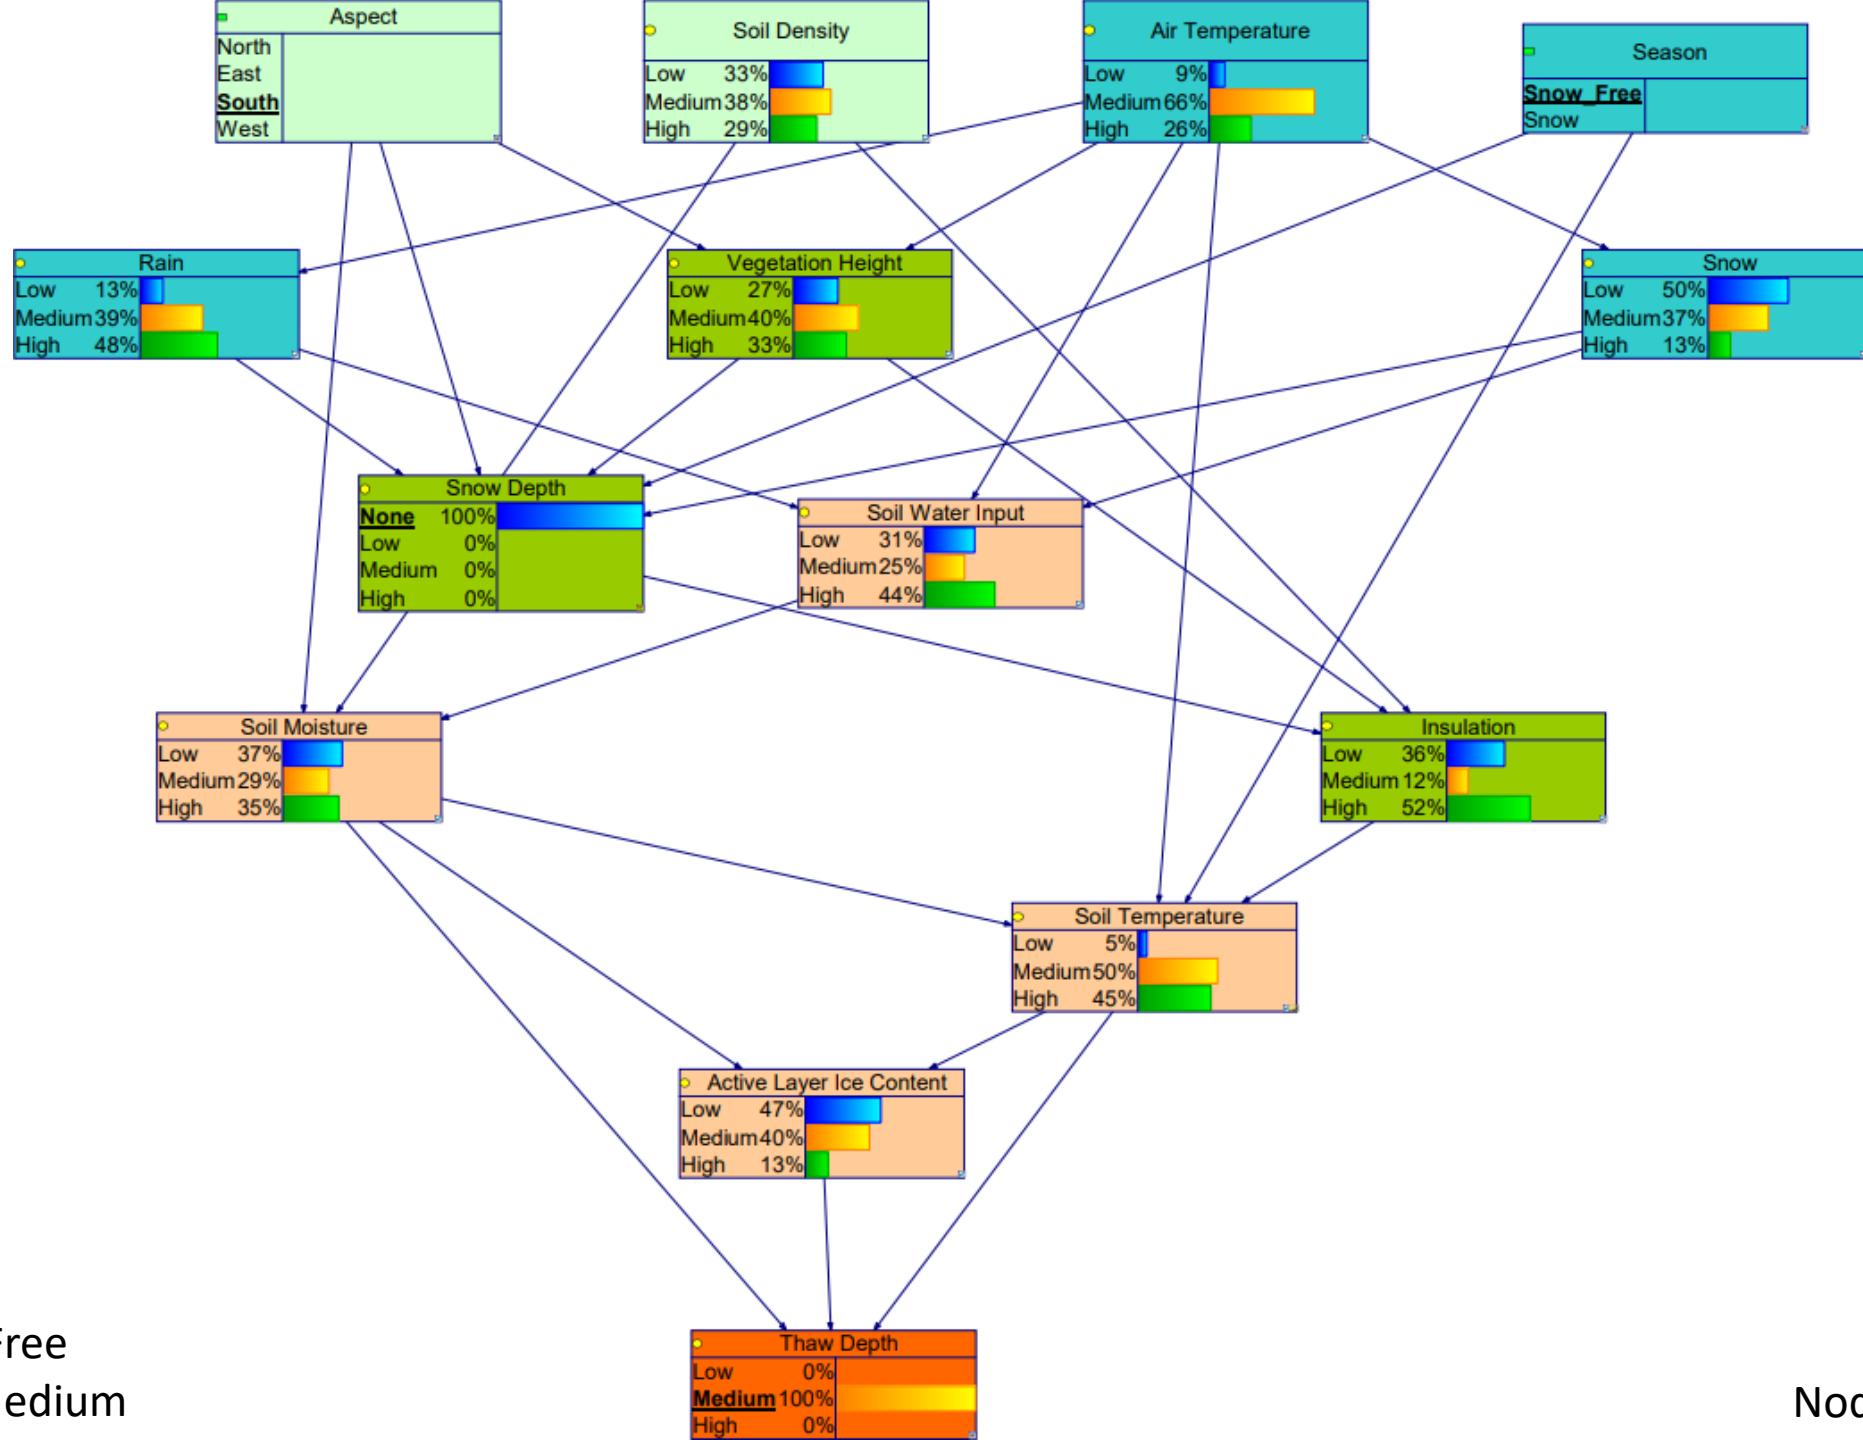 Aspect
North
East
South
West
Soil Density
Low 33%
Medium 38%
High 29%
Air Temperature
Low 9%
Medium 66%
High 26%
Season
Snow_Free
Snow
Rain
Low 13%
Medium 39%
High 48%
Vegetation Height
Low 27%
Medium 40%
High 33%
Snow
Low 50%
Medium 37%
High 13%
Snow Depth
None 100%
Low 0%
Medium 0%
High 0%
Soil Water Input
Low 31%
Medium 25%
High 44%
Soil Moisture
Low 37%
Medium 29%
High 35%
Insulation
Low 36%
Medium 12%
High 52%
Soil Temperature
Low 5%
Medium 50%
High 45%
Active Layer Ice Content
Low 47%
Medium 40%
High 13%
Thaw Depth
Low 0%
Medium 100%
High 0%
ree
edium